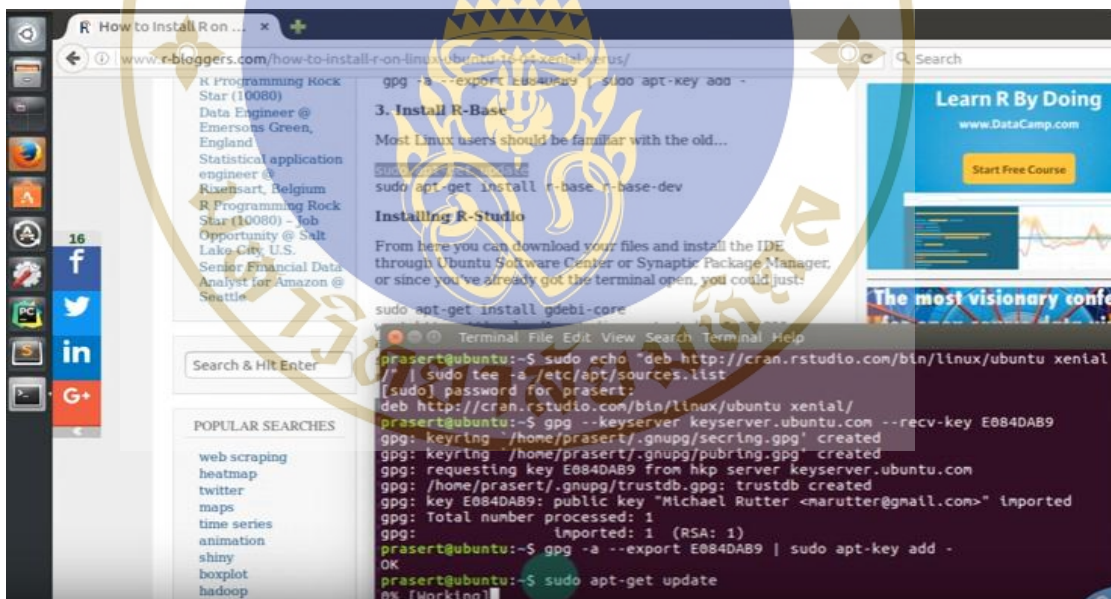 R How to Install R on ... ×
www.r-bloggers.com/how-to-install-r-on-linux-ubuntu-16-04-xenial-xerus/
Search
R Programming Rock
Star (10080)
Data Engineer @
Emersons Green,
England
Statistical application
engineer @
Rixensart, Belgium
R Programming Rock
Star (10080) – Job
Opportunity @ Salt
Lake City, U.S.
Senior Financial Data
Analyst for Amazon @
Seattle
16
Search & Hit Enter
POPULAR SEARCHES
web scraping
heatmap
twitter
maps
time series
animation
shiny
boxplot
hadoop
gpg -a --export E084DAB9 | sudo apt-key add -
3. Install R-Base
Most Linux users should be familiar with the old...
sudo apt-get update
sudo apt-get install r-base r-base-dev
Installing R-Studio
From here you can download your files and install the IDE
through Ubuntu Software Center or Synaptic Package Manager,
or since you've already got the terminal open, you could just:
sudo apt-get install gdebi-core
Learn R By Doing
www.DataCamp.com
Start Free Course
The most visionary
Terminal File Edit View Search Terminal Help
prasert@ubuntu:~$ sudo echo "deb http://cran.rstudio.com/bin/linux/ubuntu xenial
/" | sudo tee -a /etc/apt/sources.list
[sudo] password for prasert:
deb http://cran.rstudio.com/bin/linux/ubuntu xenial/
prasert@ubuntu:~$ gpg --keyserver keyserver.ubuntu.com --recv-key E084DAB9
gpg: keyring `/home/prasert/.gnupg/secring.gpg' created
gpg: keyring `/home/prasert/.gnupg/pubring.gpg' created
gpg: requesting key E084DAB9 from hkp server keyserver.ubuntu.com
gpg: /home/prasert/.gnupg/trustdb.gpg: trustdb created
gpg: key E084DAB9: public key "Michael Rutter <marutter@gmail.com>" imported
gpg: Total number processed: 1
gpg: imported: 1 (RSA: 1)
prasert@ubuntu:~$ gpg -a --export E084DAB9 | sudo apt-key add -
OK
prasert@ubuntu:~$ sudo apt-get update
0% [Working]